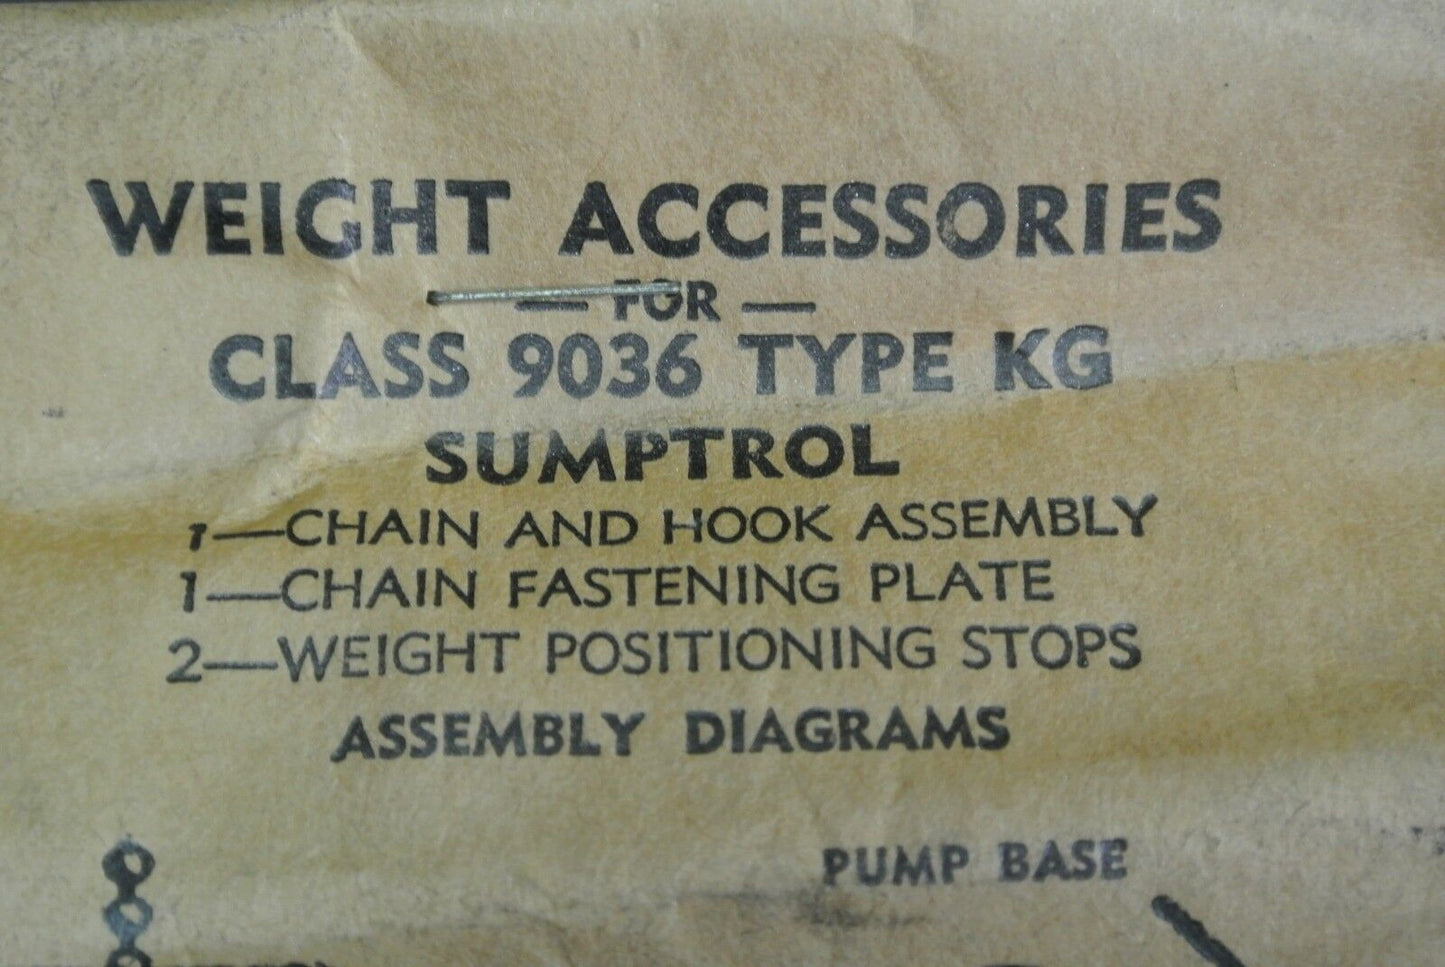 WEIGHT ACCESSORIES
— FOR —
CLASS 9036 TYPE KG
SUMPTROL
1—CHAIN AND HOOK ASSEMBLY
1—CHAIN FASTENING PLATE
2—WEIGHT POSITIONING STOPS
ASSEMBLY DIAGRAMS
PUMP BASE